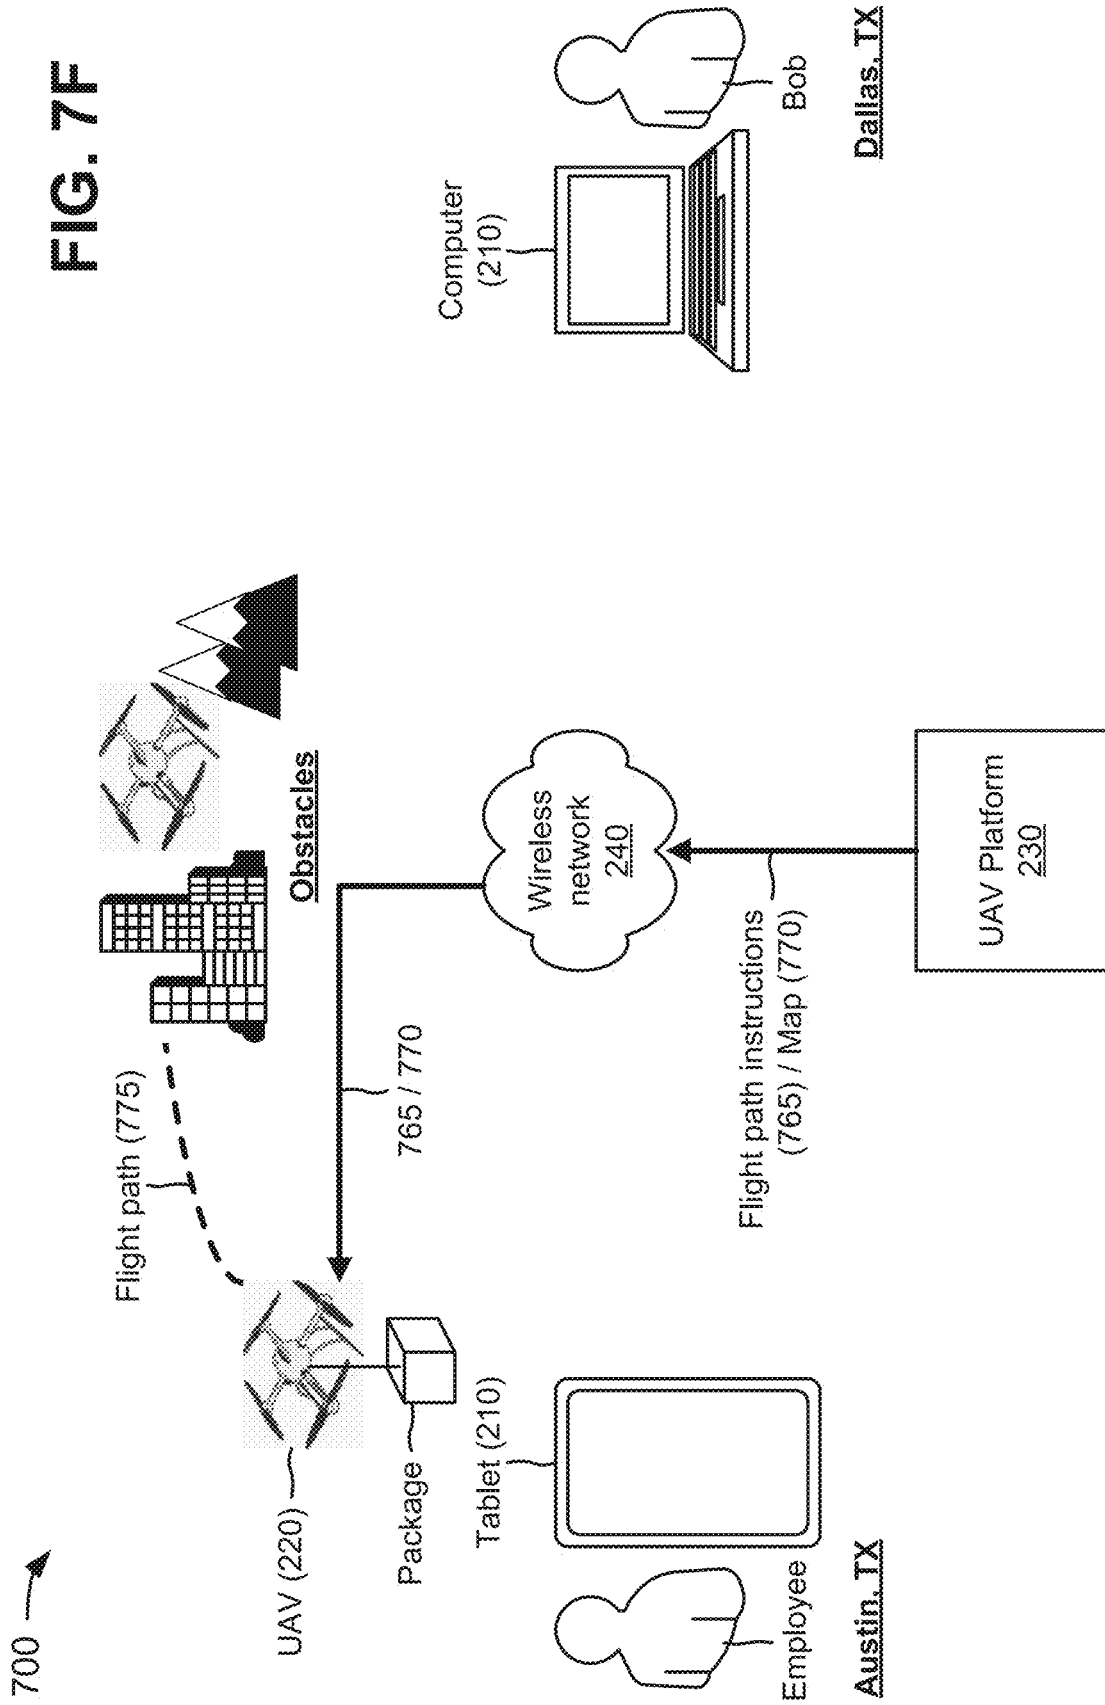 FIG. 7F
700
Flight path (775)
UAV (220)
Package
Obstacles
765 / 770
Tablet (210)
Computer
(210)
Wireless
network
240
Employee
Bob
Flight path instructions
(765) / Map (770)
Austin, TX
Dallas, TX
UAV Platform
230